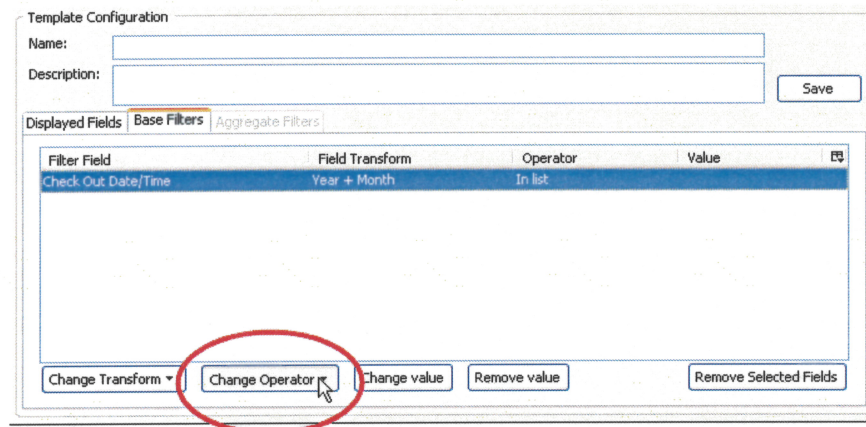 Template Configuration
Name:
Description:
Save
Displayed Fields Base Filters Aggregate Filters
Filter Field Field Transform Operator Value
Check Out Date/Time Year + Month In list
Change Transform Change Operator Change value Remove value Remove Selected Fields